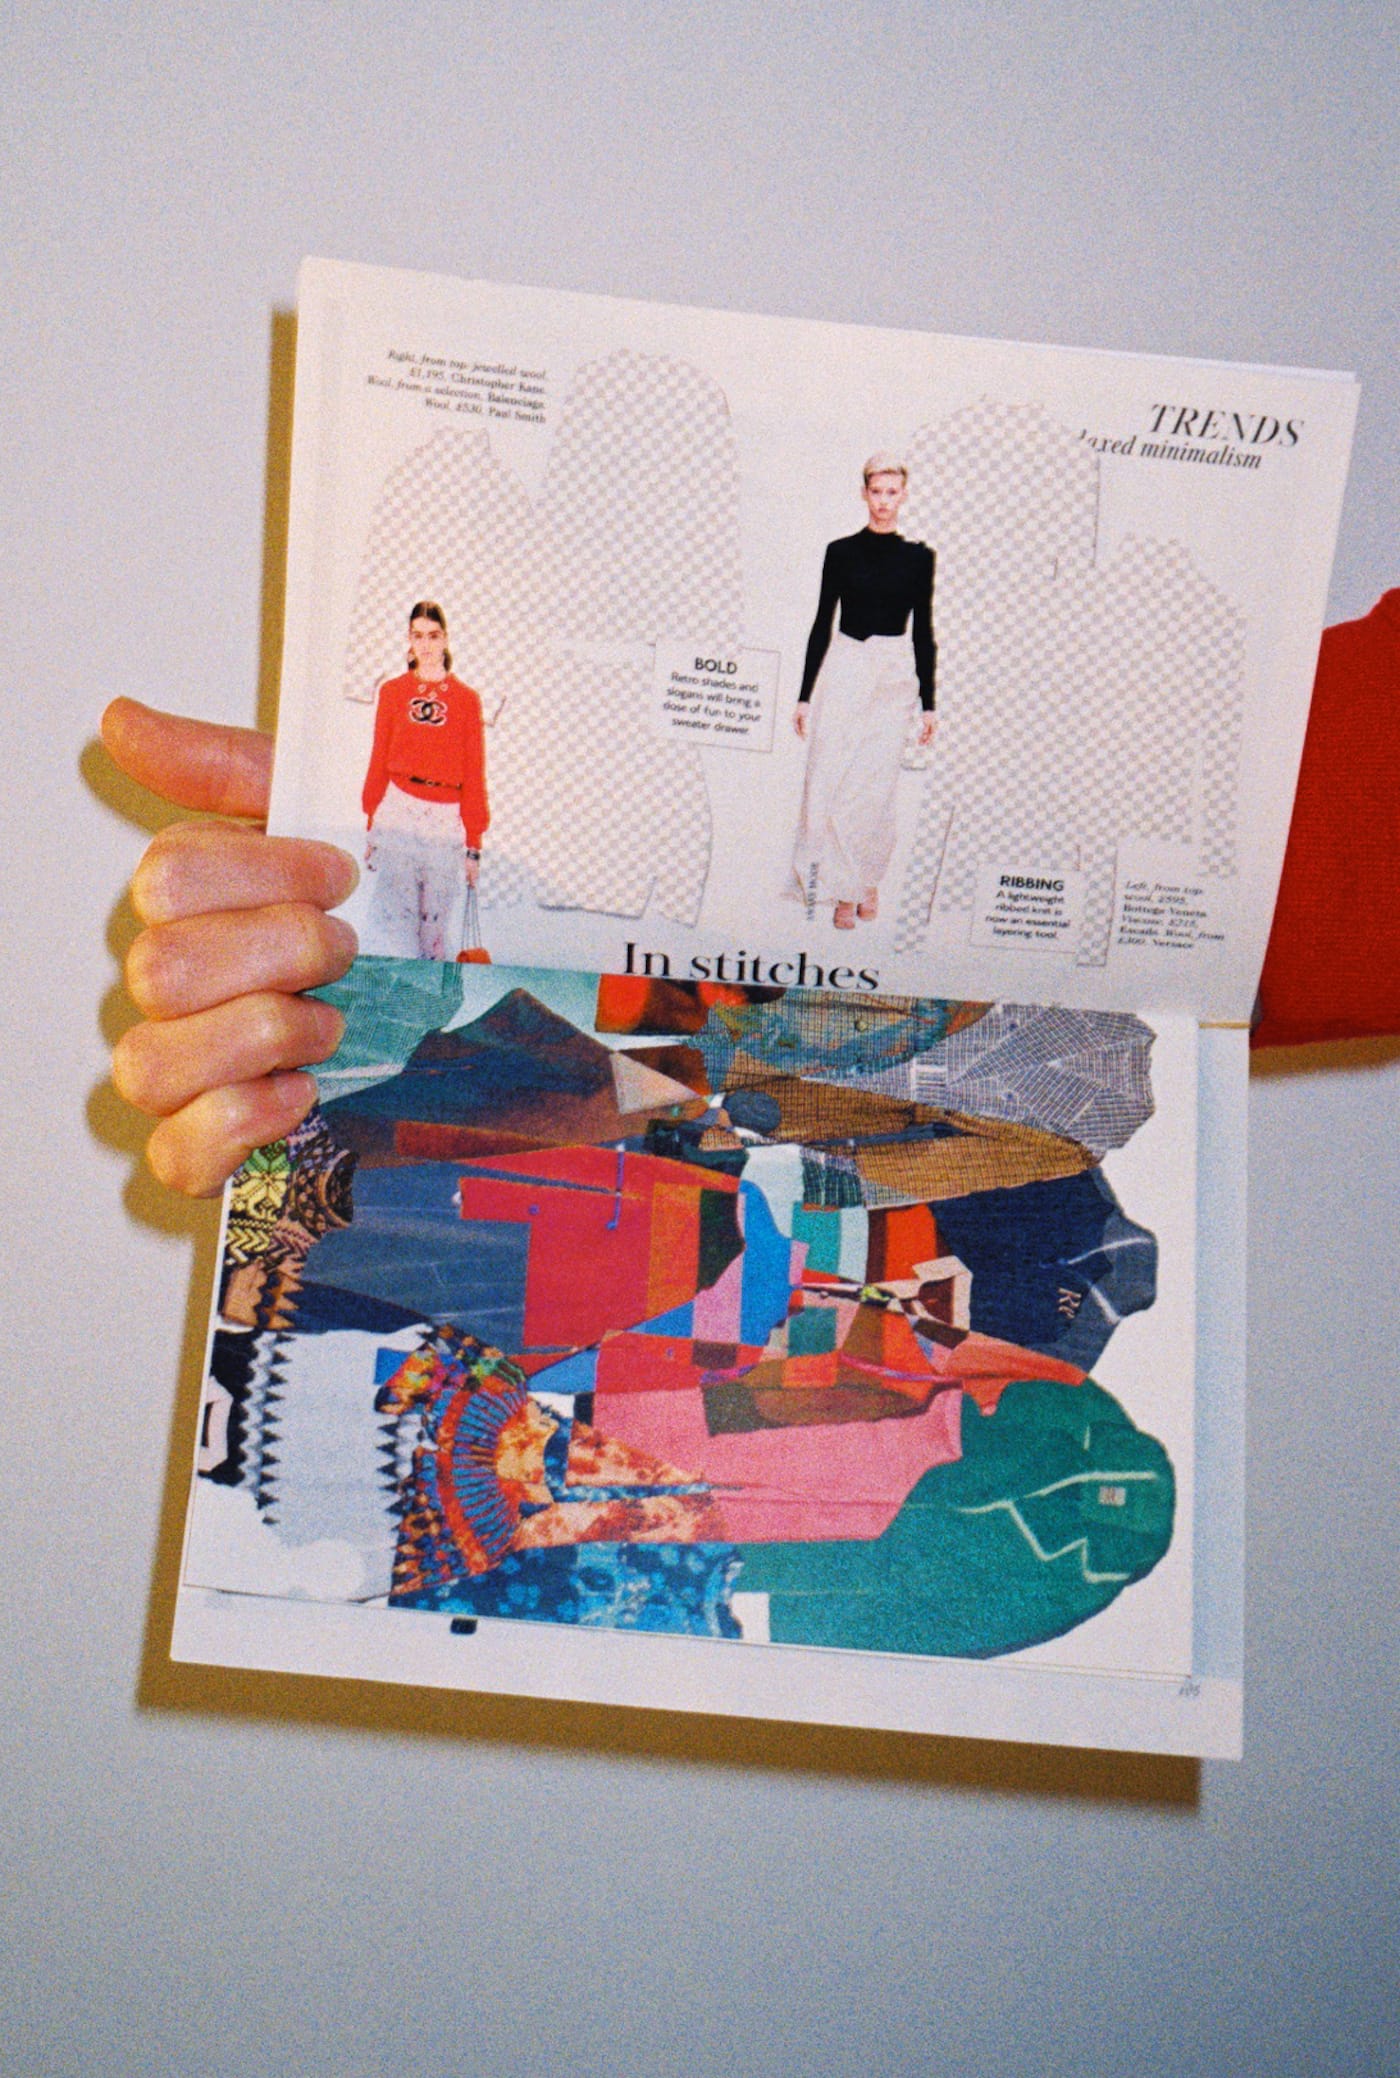 Right, from top: jewelled wool,
£1,195, Christopher Kane.
Wool, from a selection, Balenciaga.
Wool, £530, Paul Smith
TRENDS
laxed minimalism
BOLD
Retro shades and
slogans will bring a
dose of fun to your
sweater drawer
RIBBING
A lightweight
ribbed knit is
now an essential
layering tool.
Left, from top:
wool, £595,
Bottega Veneta
Viscose, £215,
Escada. Wool, from
£300, Versace
In stitches
Re
105